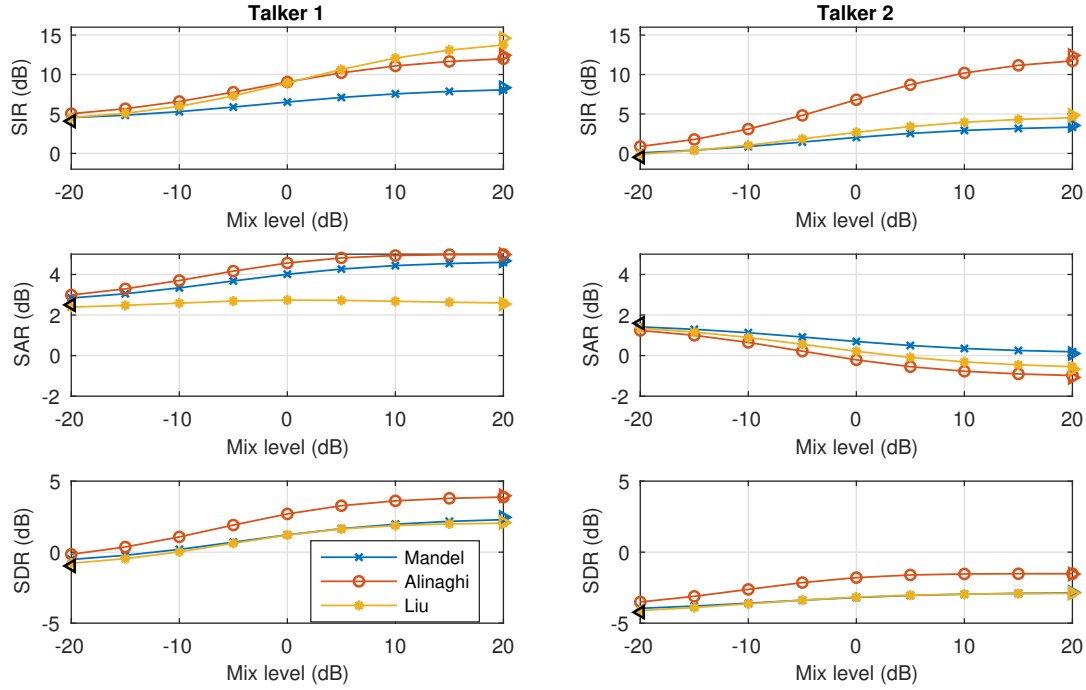 Talker 1
15
10
5
0
SIR (dB)
-20 -10 0 10 20
Mix level (dB)
Talker 2
15
10
5
0
SIR (dB)
-20 -10 0 10 20
Mix level (dB)
4
2
0
-2
SAR (dB)
-20 -10 0 10 20
Mix level (dB)
4
2
0
-2
SAR (dB)
-20 -10 0 10 20
Mix level (dB)
5
0
-5
SDR (dB)
Mandel
Alinaghi
Liu
-20 -10 0 10 20
Mix level (dB)
5
0
-5
SDR (dB)
-20 -10 0 10 20
Mix level (dB)